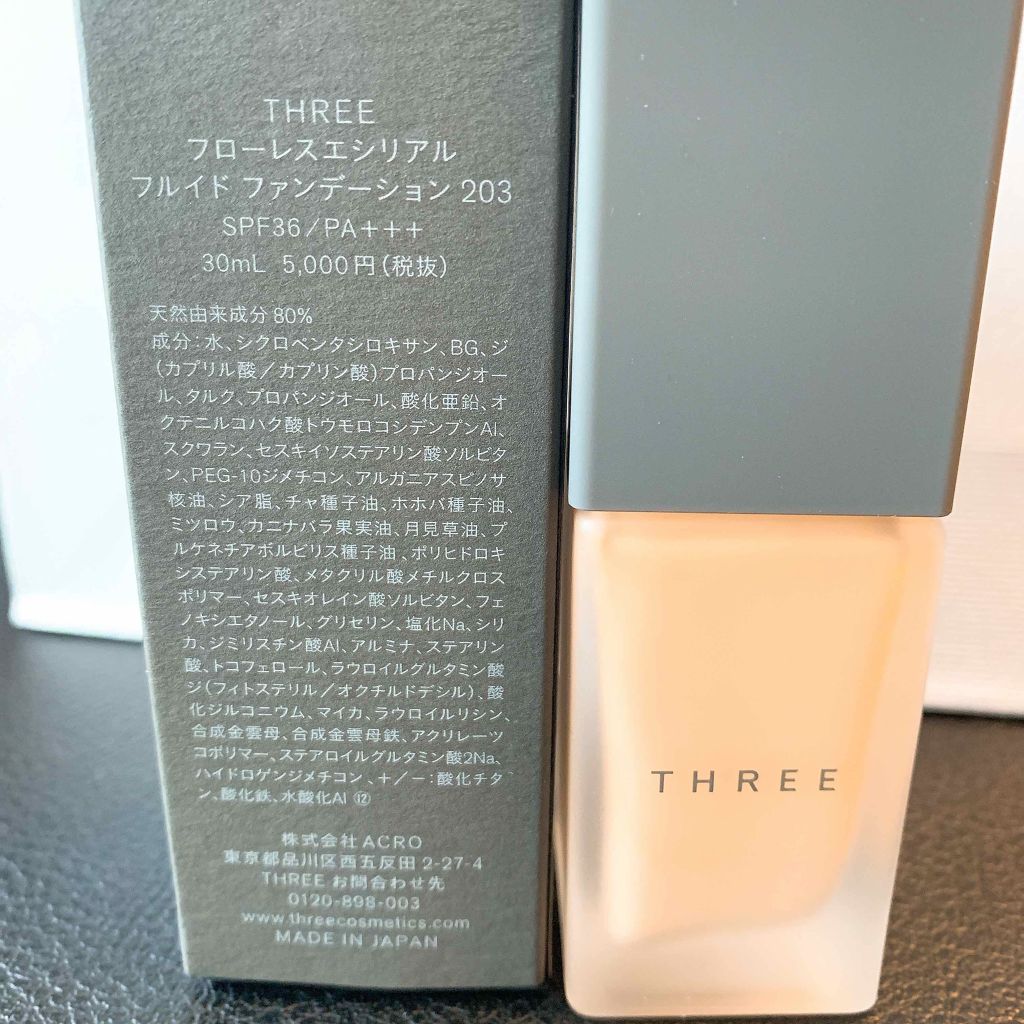 THREE
フローレスエシリアル
フルイド ファンデーション 203
SPF36/PA+++
30mL 5,000円(税抜)
天然由来成分80%
成分:水、シクロペンタシロキサン、BG、ジ
(カプリル酸/カプリン酸)プロパンジオー
ル、タルク、プロパンジオール、酸化亜鉛、オ
クテニルコハク酸トウモロコシデンプンAl、
スクワラン、セスキイソステアリン酸ソルビタ
ン、PEG-10ジメチコン、アルガニアスピノサ
核油、シア脂、チャ種子油、ホホバ種子油、
ミツロウ、カニナバラ果実油、月見草油、プ
ルケネチアボルビリス種子油、ポリヒドロキ
システアリン酸、メタクリル酸メチルクロス
ポリマー、セスキオレイン酸ソルビタン、フェ
ノキシエタノール、グリセリン、塩化Na、シリ
カ、ジミリスチン酸Al、アルミナ、ステアリン
酸、トコフェロール、ラウロイルグルタミン酸
ジ(フィトステリル/オクチルドデシル)、酸
化ジルコニウム、マイカ、ラウロイルリシン、
合成金雲母、合成金雲母鉄、アクリレーツ
コポリマー、ステアロイルグルタミン酸2Na、
ハイドロゲンジメチコン、+/-:酸化チタ
ン、酸化鉄、水酸化Al ⑫
株式会社ACRO
東京都品川区西五反田 2-27-4
THREE お問合わせ先
0120-898-003
www.threecosmetics.com
MADE IN JAPAN
THREE